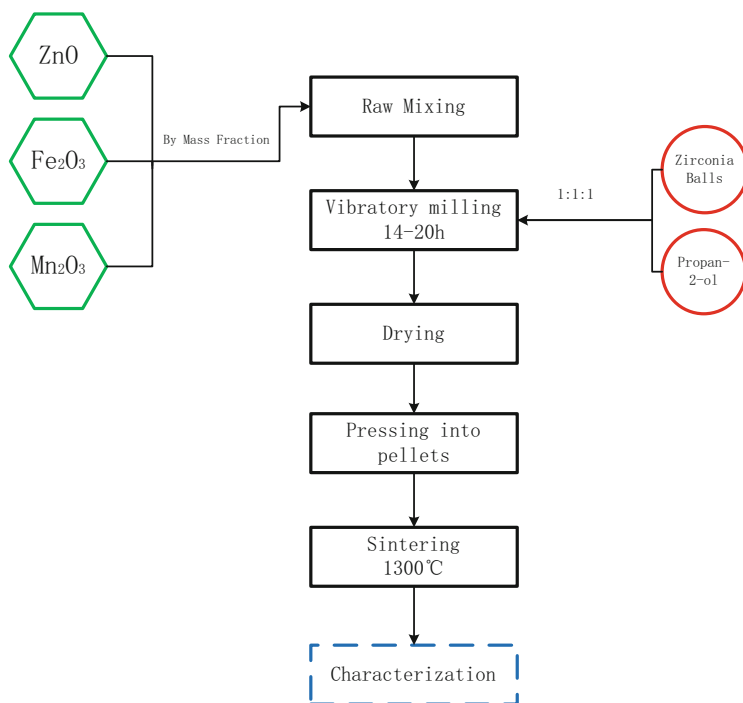 ZnO
Fe₂O₃
Mn₂O₃
By Mass Fraction
Raw Mixing
Vibratory milling
14-20h
1:1:1
Zirconia
Balls
Propan-
2-ol
Drying
Pressing into
pellets
Sintering
1300℃
Characterization